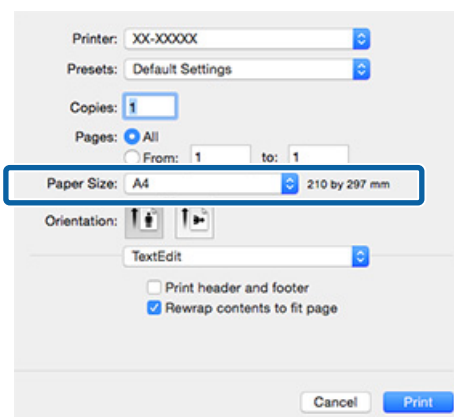 Printer: XX-XXXXX
Presets: Default Settings
Copies: 1
Pages: All
From: 1 to: 1
Paper Size: A4 210 by 297 mm
Orientation:
TextEdit
Print header and footer
Rewrap contents to fit page
Cancel Print